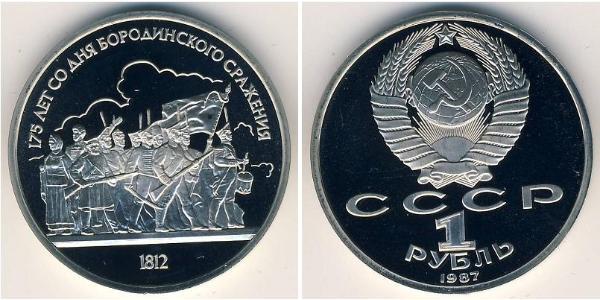 175 ЛЕТ СО ДНЯ БОРОДИНСКОГО СРАЖЕНИЯ
1812
СССР
1
РУБЛЬ
1987